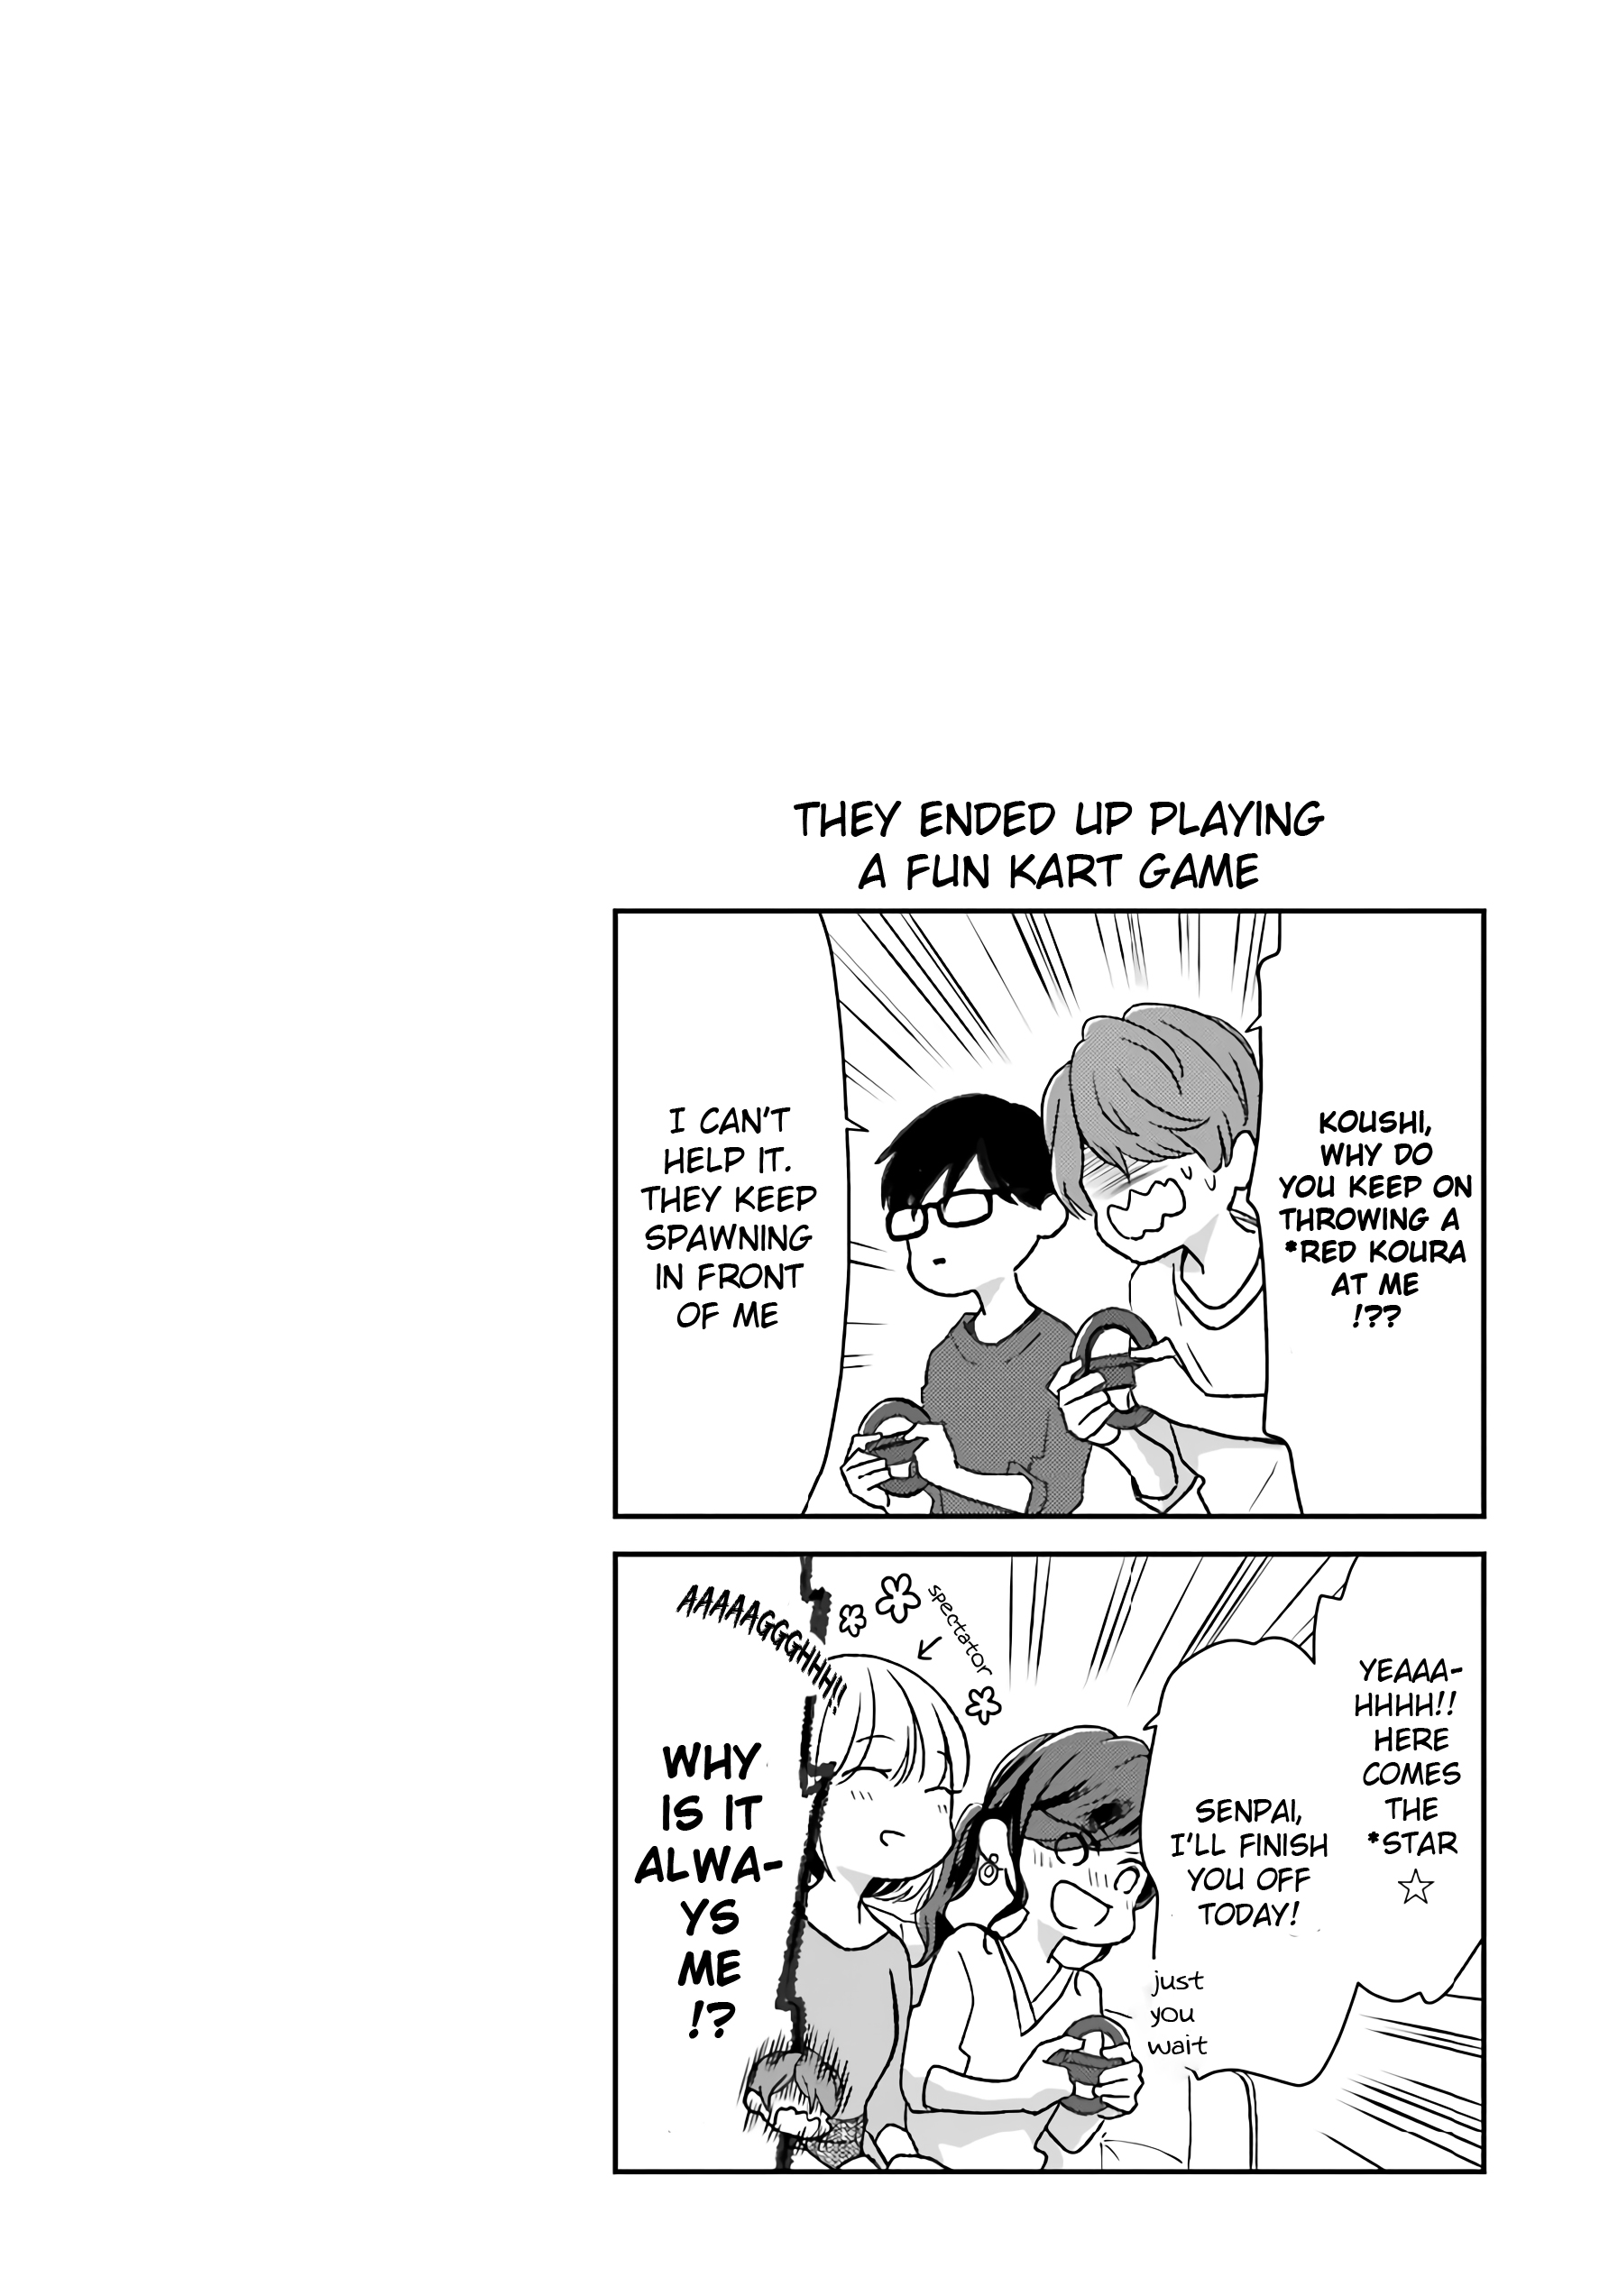 THEY ENDED UP PLAYING
A FUN KART GAME
KOUSHI,
WHY DO
YOU KEEP ON
THROWING A
*RED KOURA
AT ME
!??
I CAN'T
HELP IT.
THEY KEEP
SPAWNING
IN FRONT
OF ME
YEAAA-
HHHH!!
HERE
COMES
THE
*STAR
☆
SENPAI,
I'LL FINISH
YOU OFF
TODAY!
just
you
wait
spectator
AAAAAGGGHHH!!
WHY
IS IT
ALWA-
YS
ME
!?